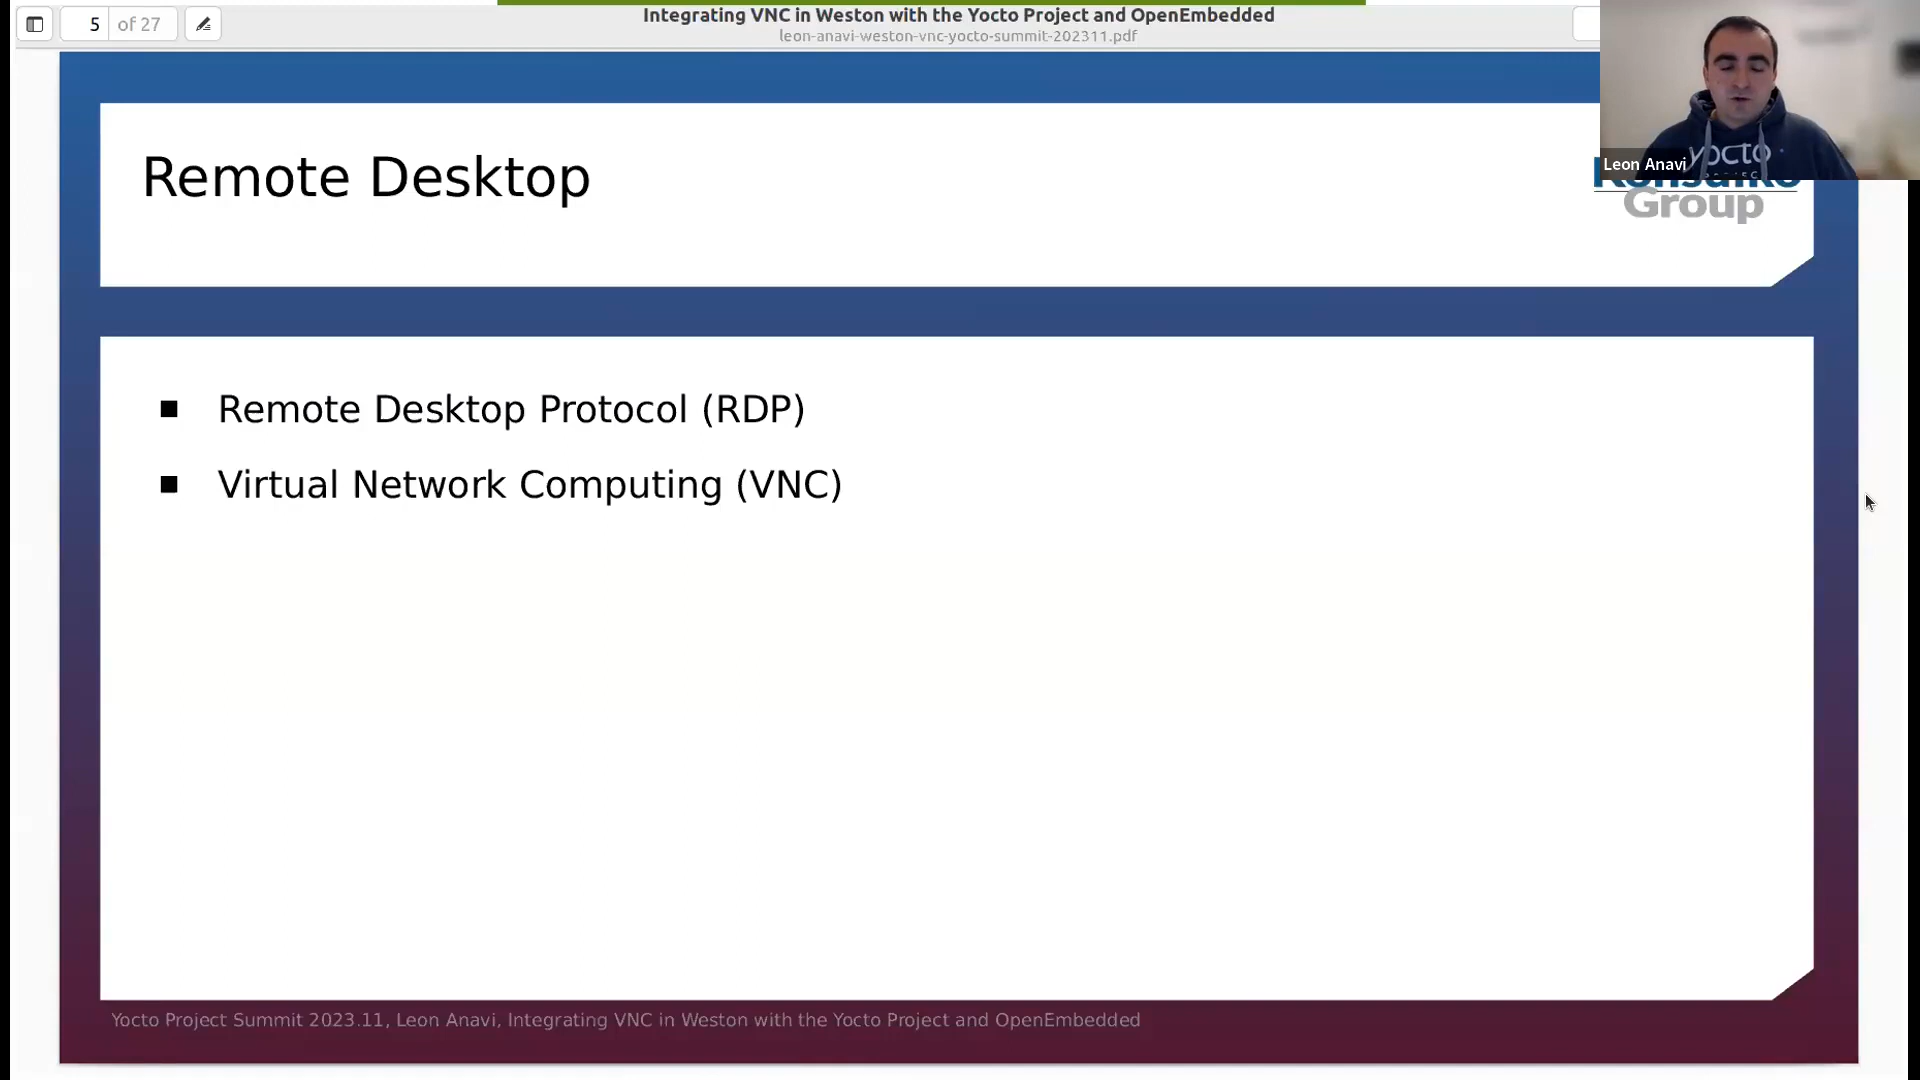 5 of 27
Integrating VNC in Weston with the Yocto Project and OpenEmbedded
leon-anavi-weston-vnc-yocto-summit-202311.pdf
yocto
Leon Anavi
Remote Desktop
Konsulko
Group
■ Remote Desktop Protocol (RDP)
■ Virtual Network Computing (VNC)
Yocto Project Summit 2023.11, Leon Anavi, Integrating VNC in Weston with the Yocto Project and OpenEmbedded